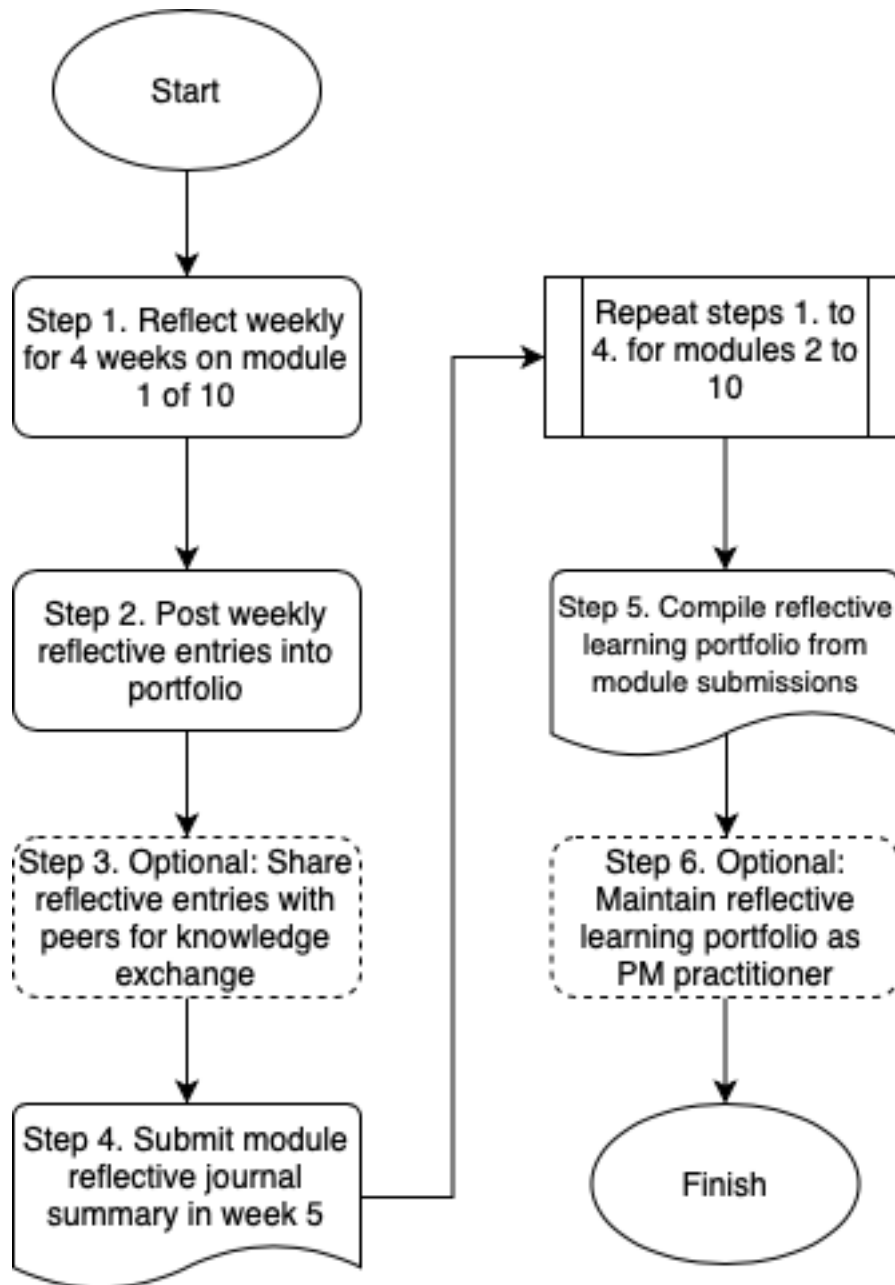 Start
Step 1. Reflect weekly
for 4 weeks on module
1 of 10
Step 2. Post weekly
reflective entries into
portfolio
Step 3. Optional: Share
reflective entries with
peers for knowledge
exchange
Step 4. Submit module
reflective journal
summary in week 5
Repeat steps 1. to
4. for modules 2 to
10
Step 5. Compile reflective
learning portfolio from
module submissions
Step 6. Optional:
Maintain reflective
learning portfolio as
PM practitioner
Finish